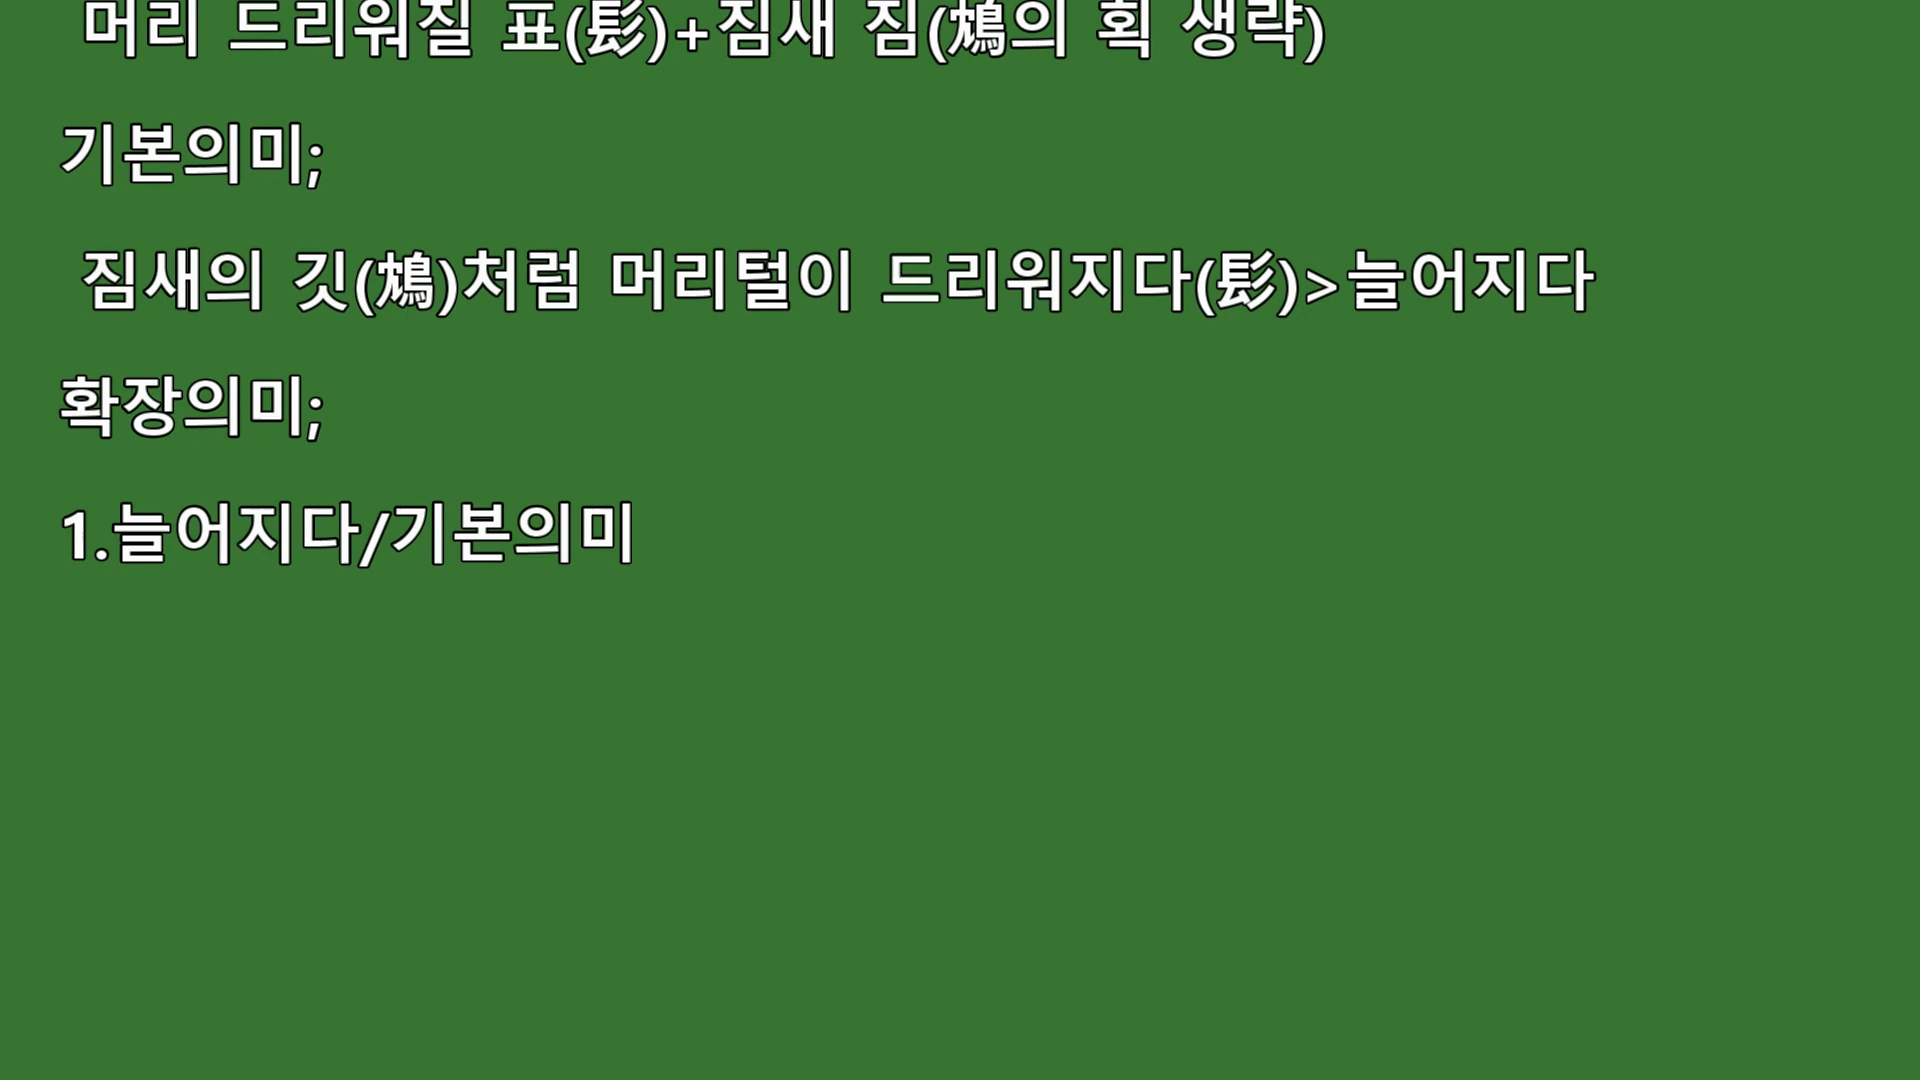 머리 드리워질 표(髟)+짐새 짐(鴆의 획 생략)
기본의미;
짐새의 깃(鴆)처럼 머리털이 드리워지다(髟)>늘어지다
확장의미;
1.늘어지다/기본의미